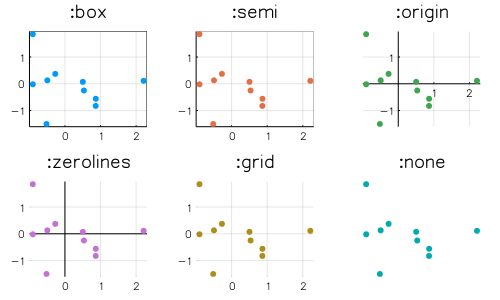 :box :semi :origin
1 1 1
0 0 0
−1 −1 −1
0 1 2 0 1 2 1 2
:zerolines :grid :none
1 1
0 0
−1 −1
0 1 2 0 1 2